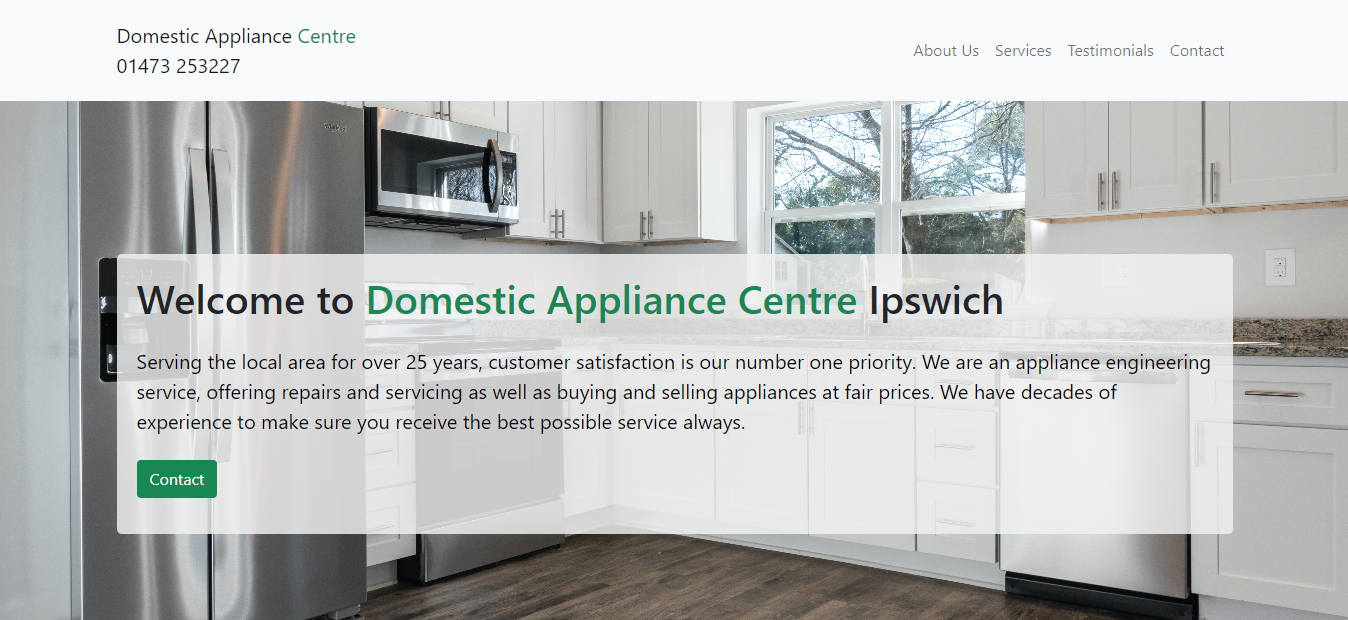 Domestic Appliance Centre
01473 253227
About Us Services Testimonials Contact
Welcome to Domestic Appliance Centre Ipswich
Serving the local area for over 25 years, customer satisfaction is our number one priority. We are an appliance engineering
service, offering repairs and servicing as well as buying and selling appliances at fair prices. We have decades of
experience to make sure you receive the best possible service always.
Contact